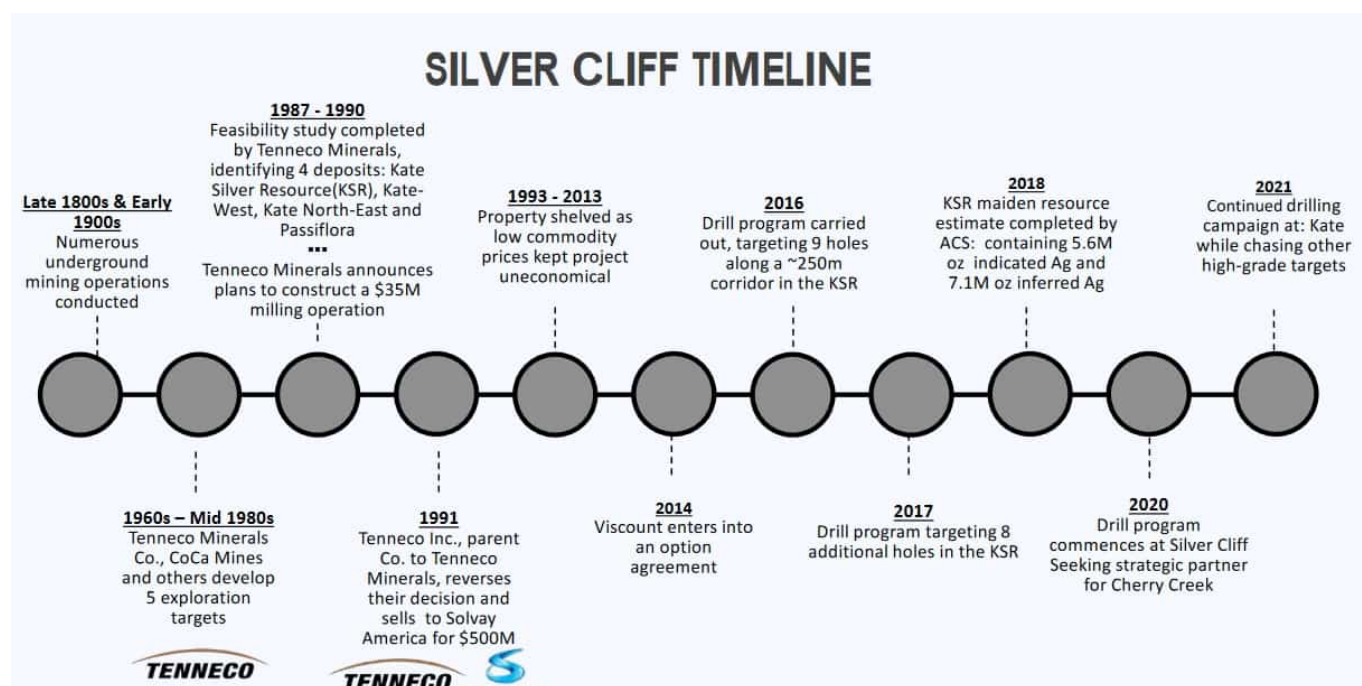 SILVER CLIFF TIMELINE
Late 1800s & Early
1900s
Numerous
underground
mining operations
conducted
1960s – Mid 1980s
Tenneco Minerals
Co., CoCa Mines
and others develop
5 exploration
targets
TENNECO
1987 - 1990
Feasibility study completed
by Tenneco Minerals,
identifying 4 deposits: Kate
Silver Resource(KSR), Kate-
West, Kate North-East and
Passiflora
...
Tenneco Minerals announces
plans to construct a $35M
milling operation
1991
Tenneco Inc., parent
Co. to Tenneco
Minerals, reverses
their decision and
sells to Solvay
America for $500M
TENNECO
1993 - 2013
Property shelved as
low commodity
prices kept project
uneconomical
2014
Viscount enters into
an option
agreement
2016
Drill program carried
out, targeting 9 holes
along a ~250m
corridor in the KSR
2017
Drill program targeting 8
additional holes in the KSR
2018
KSR maiden resource
estimate completed by
ACS: containing 5.6M
oz indicated Ag and
7.1M oz inferred Ag
2020
Drill program
commences at Silver Cliff
Seeking strategic partner
for Cherry Creek
2021
Continued drilling
campaign at: Kate
while chasing other
high-grade targets